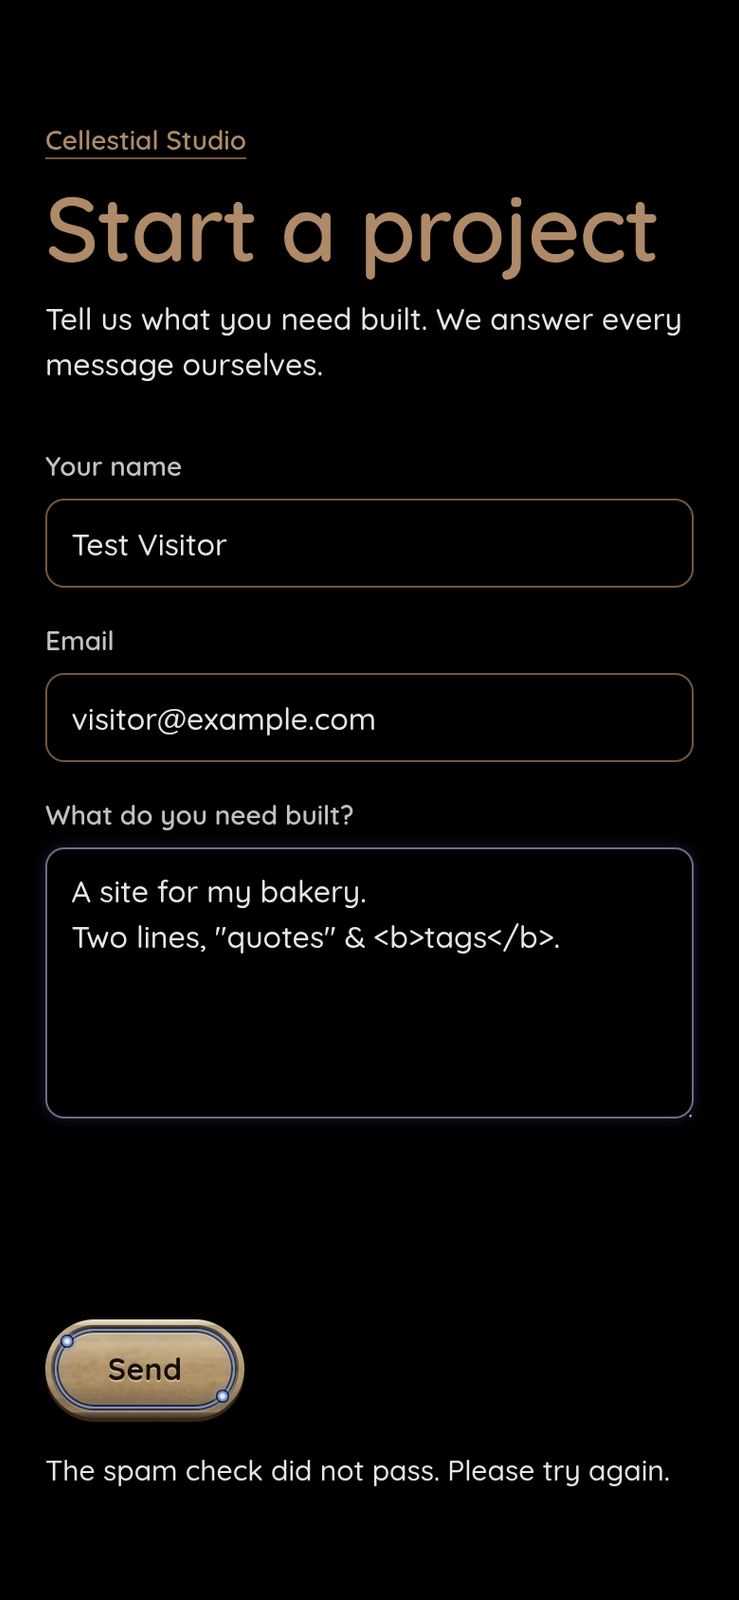 Cellestial Studio
Start a project
Tell us what you need built. We answer every
message ourselves.
Your name
Test Visitor
Email
visitor@example.com
What do you need built?
A site for my bakery.
Two lines, "quotes" & <b>tags</b>.
Send
The spam check did not pass. Please try again.